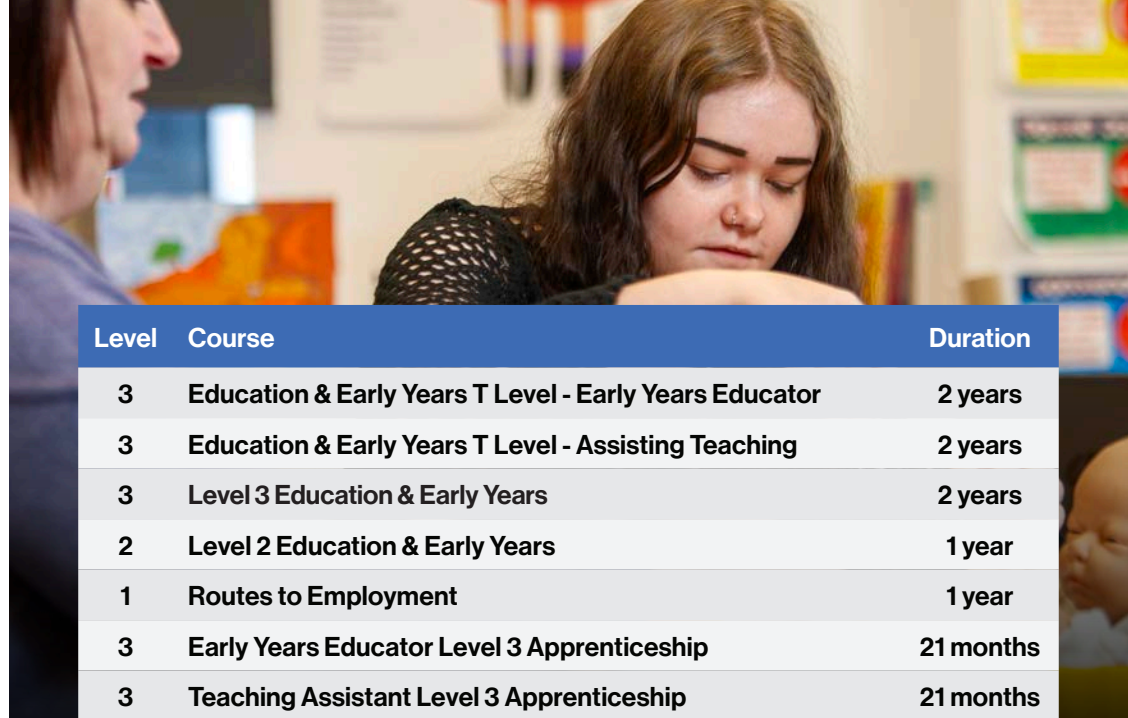 Level Course Duration
3 Education & Early Years T Level - Early Years Educator 2 years
3 Education & Early Years T Level - Assisting Teaching 2 years
3 Level 3 Education & Early Years 2 years
2 Level 2 Education & Early Years 1 year
1 Routes to Employment 1 year
3 Early Years Educator Level 3 Apprenticeship 21 months
3 Teaching Assistant Level 3 Apprenticeship 21 months